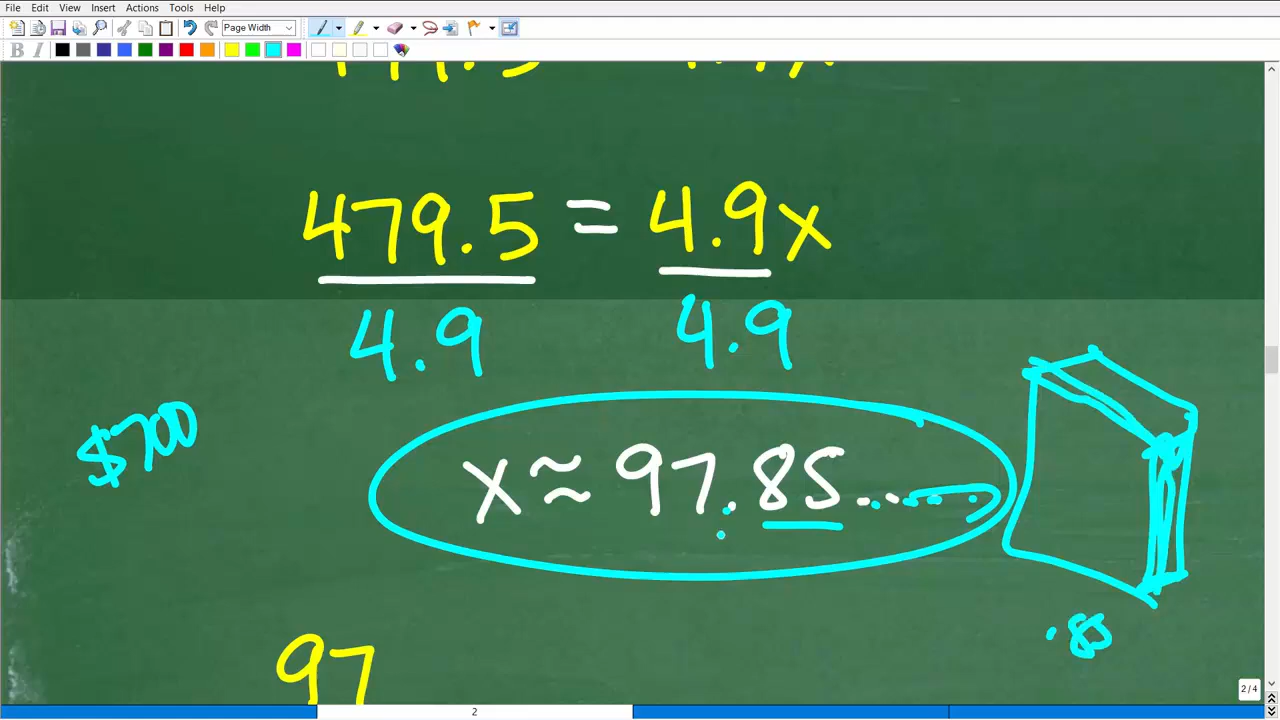 File Edit View Insert Actions Tools Help
Page Width
B I
479.5 = 4.9x
4.9 4.9
$700
x ≈ 97.85...
.85
97
2/4
2